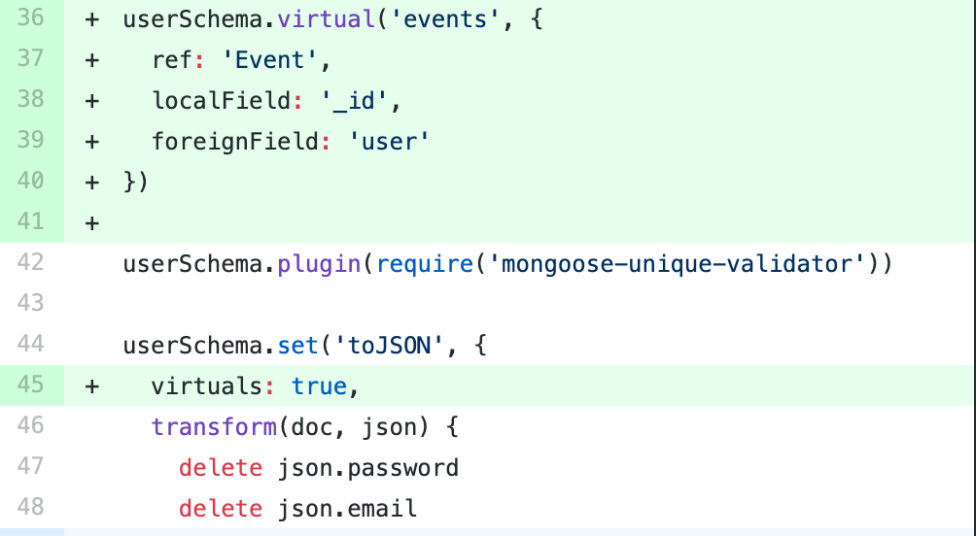 36 + userSchema.virtual('events', {
37 +   ref: 'Event',
38 +   localField: '_id',
39 +   foreignField: 'user'
40 + })
41 +
42   userSchema.plugin(require('mongoose-unique-validator'))
43
44   userSchema.set('toJSON', {
45 +   virtuals: true,
46     transform(doc, json) {
47       delete json.password
48       delete json.email